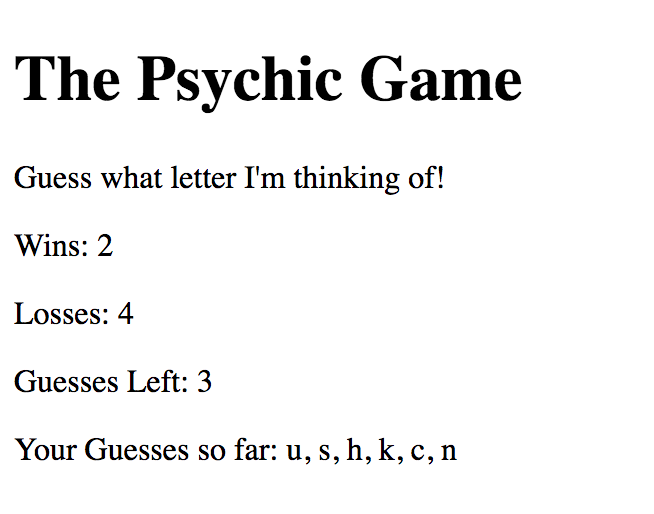 The Psychic Game
Guess what letter I'm thinking of!
Wins: 2
Losses: 4
Guesses Left: 3
Your Guesses so far: u, s, h, k, c, n